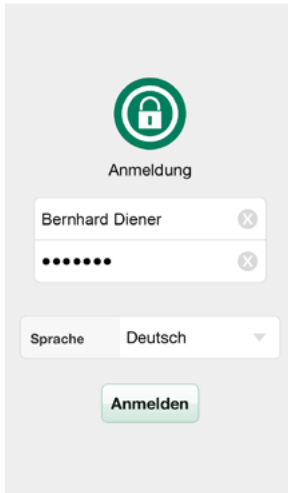 Anmeldung
Bernhard Diener
•••••••
Sprache Deutsch
Anmelden